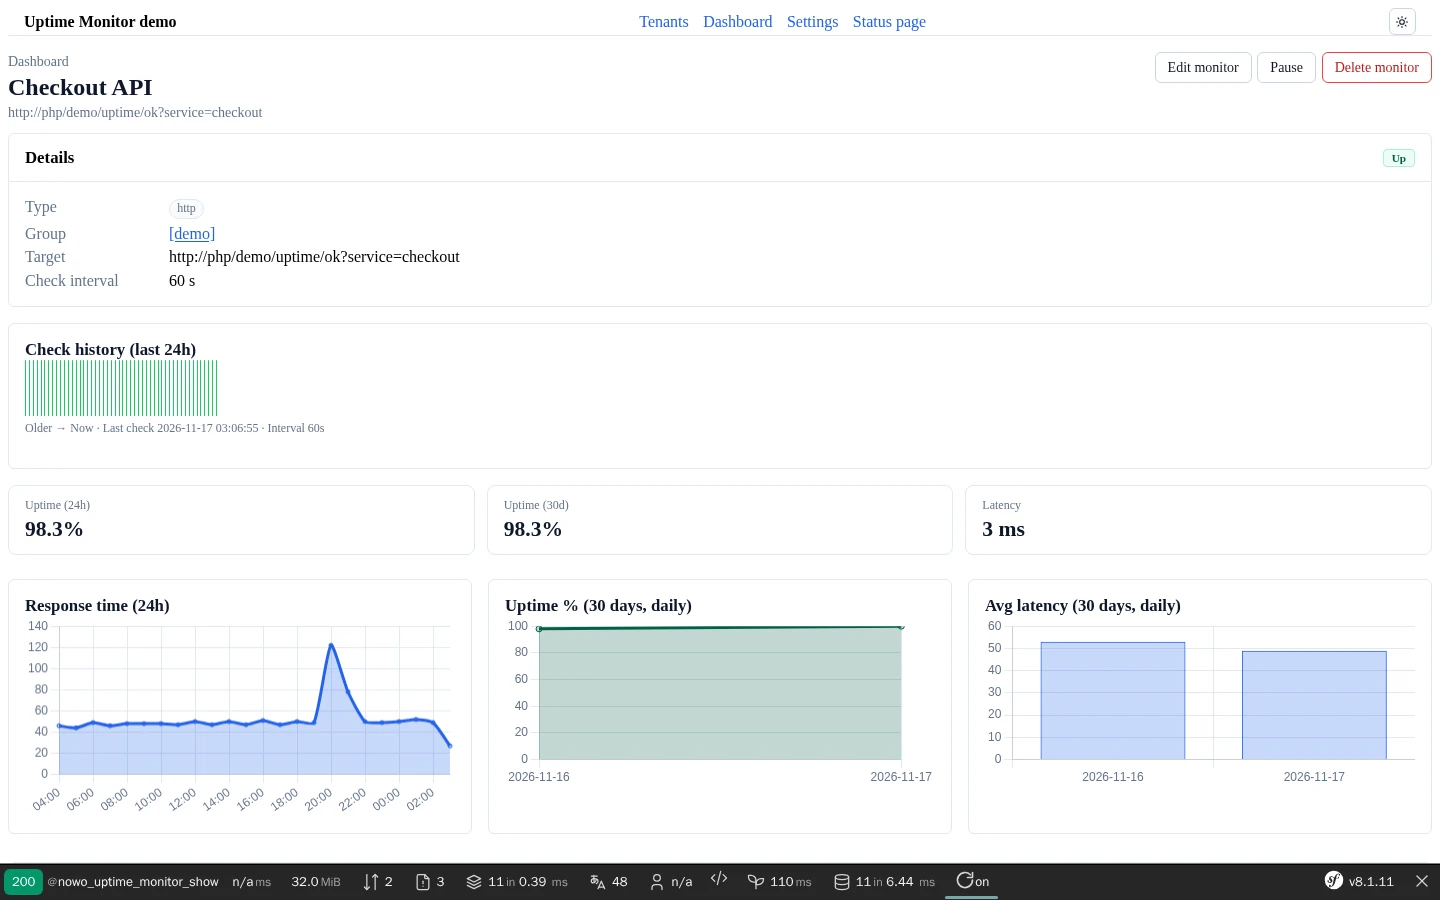 Uptime Monitor demo
Tenants Dashboard Settings Status page
Dashboard
Edit monitor Pause Delete monitor
Checkout API
http://php/demo/uptime/ok?service=checkout
Details
Up
Type http
Group [demo]
Target http://php/demo/uptime/ok?service=checkout
Check interval 60 s
Check history (last 24h)
Older → Now · Last check 2026-11-17 03:06:55 · Interval 60s
Uptime (24h)
98.3%
Uptime (30d)
98.3%
Latency
3 ms
Response time (24h)
140
120
100
80
60
40
20
0
04:00 06:00 08:00 10:00 12:00 14:00 16:00 18:00 20:00 22:00 00:00 02:00
Uptime % (30 days, daily)
100
80
60
40
20
0
2026-11-16 2026-11-17
Avg latency (30 days, daily)
60
50
40
30
20
10
0
2026-11-16 2026-11-17
200 @nowo_uptime_monitor_show n/a ms 32.0 MiB 2 3 11 in 0.39 ms 48 n/a 110 ms 11 in 6.44 ms on sf v8.1.11